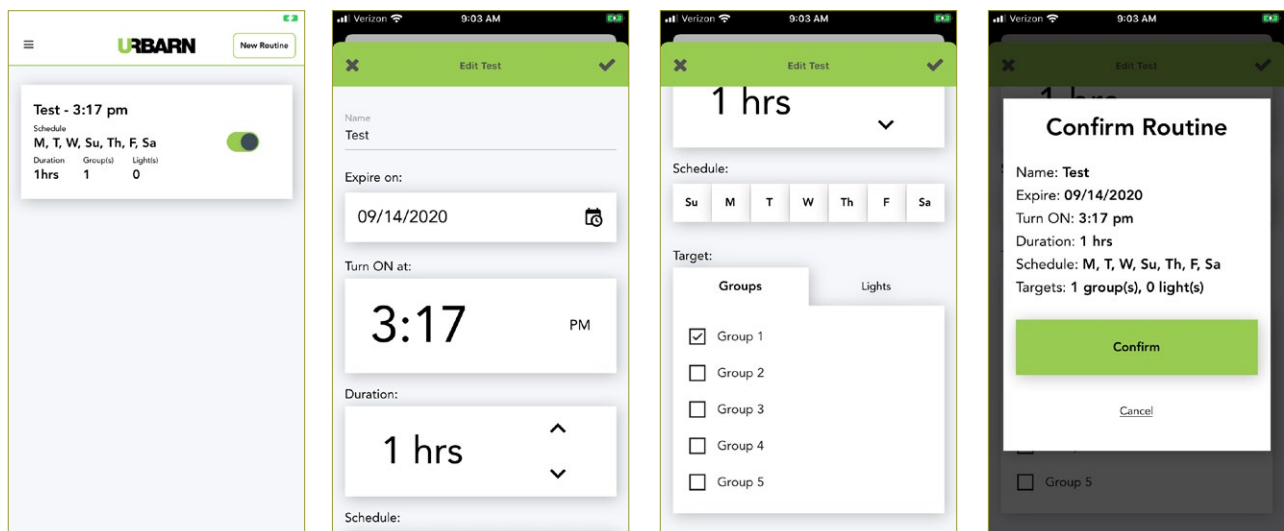 URBARN
New Routine
Test - 3:17 pm
Schedule
M, T, W, Su, Th, F, Sa
Duration Group(s) Light(s)
1hrs 1 0
Verizon 9:03 AM
Edit Test
Name
Test
Expire on:
09/14/2020
Turn ON at:
3:17 PM
Duration:
1 hrs
Schedule:
Verizon 9:03 AM
Edit Test
1 hrs
Schedule:
Su M T W Th F Sa
Target:
Groups Lights
Group 1
Group 2
Group 3
Group 4
Group 5
Verizon 9:03 AM
Edit Test
1 hrs
Confirm Routine
Name: Test
Expire: 09/14/2020
Turn ON: 3:17 pm
Duration: 1 hrs
Schedule: M, T, W, Su, Th, F, Sa
Targets: 1 group(s), 0 light(s)
Confirm
Cancel
Group 5